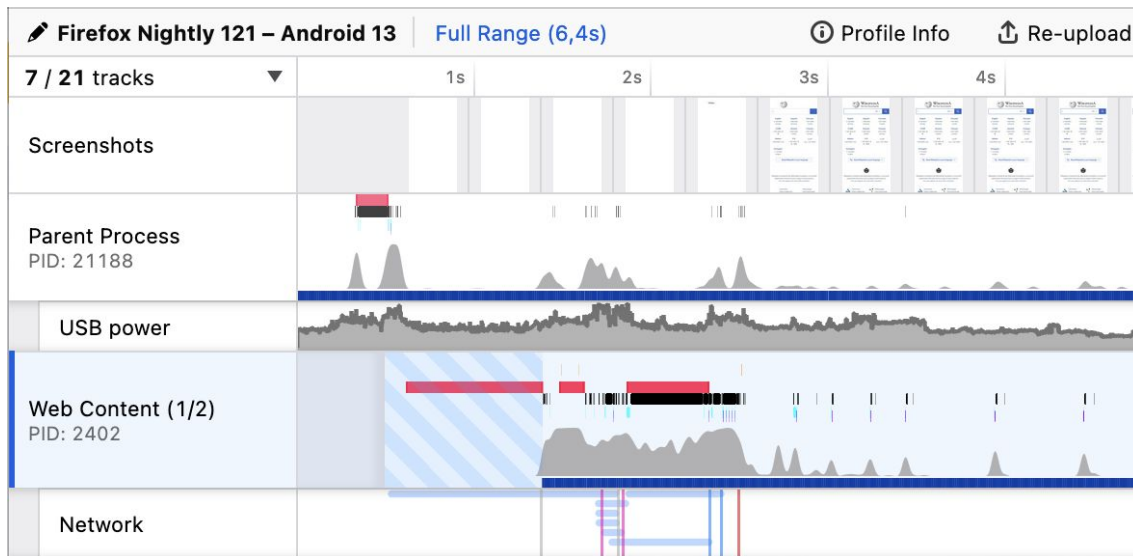 Firefox Nightly 121 – Android 13 Full Range (6,4s) Profile Info Re-upload
7 / 21 tracks 1s 2s 3s 4s
Screenshots
Parent Process
PID: 21188
USB power
Web Content (1/2)
PID: 2402
Network